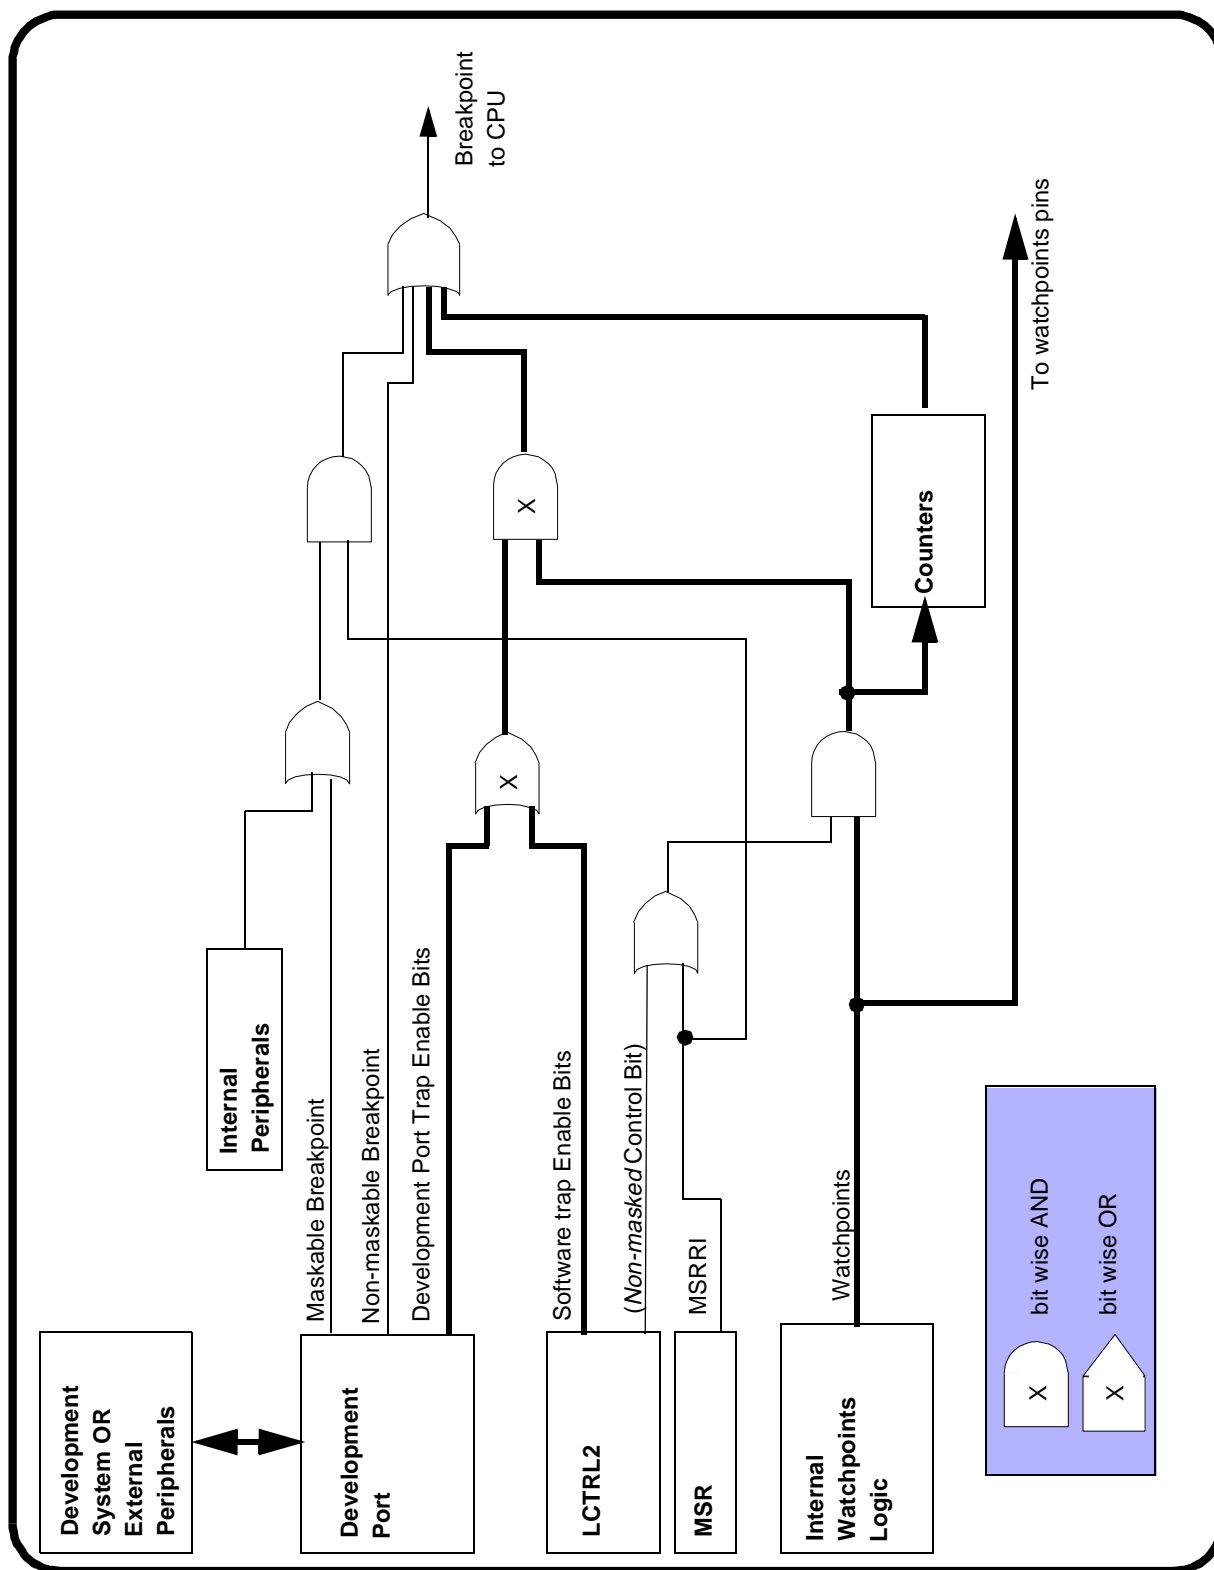 Development
System OR
External
Peripherals
Internal
Peripherals
Maskable Breakpoint
Non-maskable Breakpoint
Development Port Trap Enable Bits
Development
Port
Breakpoint
to CPU
X
X
Software trap Enable Bits
LCTRL2
(Non-masked Control Bit)
MSRRI
MSR
Watchpoints
Internal
Watchpoints
Logic
Counters
To watchpoints pins
X
bit wise AND
X
bit wise OR